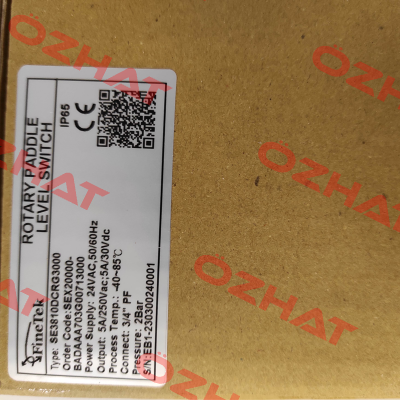 FineTek
ROTARY PADDLE
LEVEL SWITCH
IP65
CE
Type: SE3810DCRG3000
Order Code:SEX20000-
BADAAA703G00713000
Power Supply: 24VAC,50/60Hz
Output: 5A/250Vac;5A/30Vdc
Process Temp.: -40~85℃
Connect: 3/4" PF
Pressure: 2Bar
S/N:EB1-230300240001
OZHAT
OZHAT
OZHAT
OZHAT
OZHAT